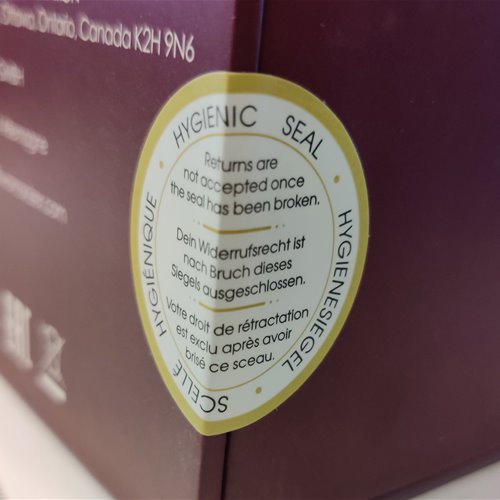 Ottawa, Ontario, Canada K2H 9N6
HYGIENIC SEAL
Returns are
not accepted once
the seal has been broken.
Dein Widerrufsrecht ist
nach Bruch dieses
Siegels ausgeschlossen.
Votre droit de rétractation
est exclu après avoir
brisé ce sceau.
HYGIENESIEGEL
SCELLÉ HYGIÉNIQUE
EAC